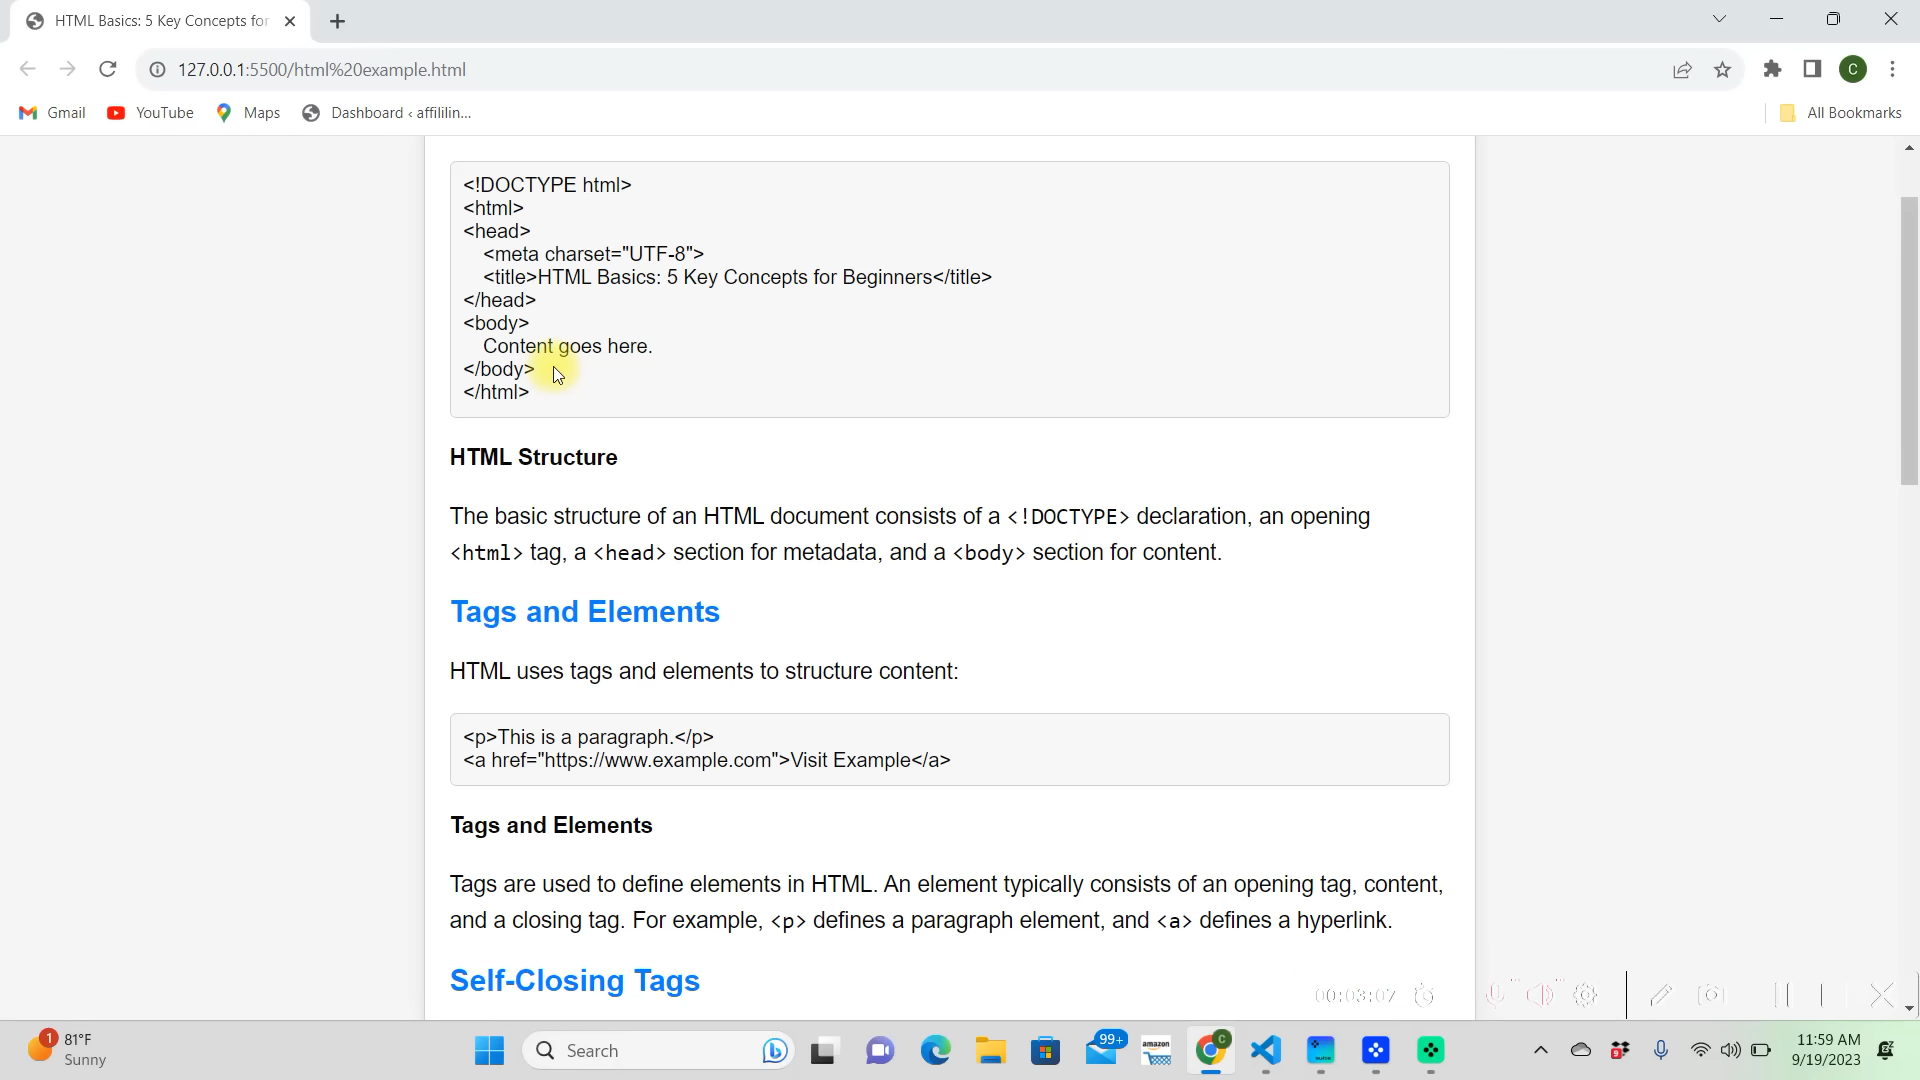 HTML Basics: 5 Key Concepts for
127.0.0.1:5500/html%20example.html
C
Gmail
YouTube
Maps
Dashboard ‹ affililin...
All Bookmarks
<!DOCTYPE html>
<html>
<head>
<meta charset="UTF-8">
<title>HTML Basics: 5 Key Concepts for Beginners</title>
</head>
<body>
Content goes here.
</body>
</html>
HTML Structure
The basic structure of an HTML document consists of a <!DOCTYPE> declaration, an opening
<html> tag, a <head> section for metadata, and a <body> section for content.
Tags and Elements
HTML uses tags and elements to structure content:
<p>This is a paragraph.</p>
<a href="https://www.example.com">Visit Example</a>
Tags and Elements
Tags are used to define elements in HTML. An element typically consists of an opening tag, content,
and a closing tag. For example, <p> defines a paragraph element, and <a> defines a hyperlink.
Self-Closing Tags
00:03:07
1
81°F
Sunny
Search
99+
amazon
C
9
11:59 AM
9/19/2023